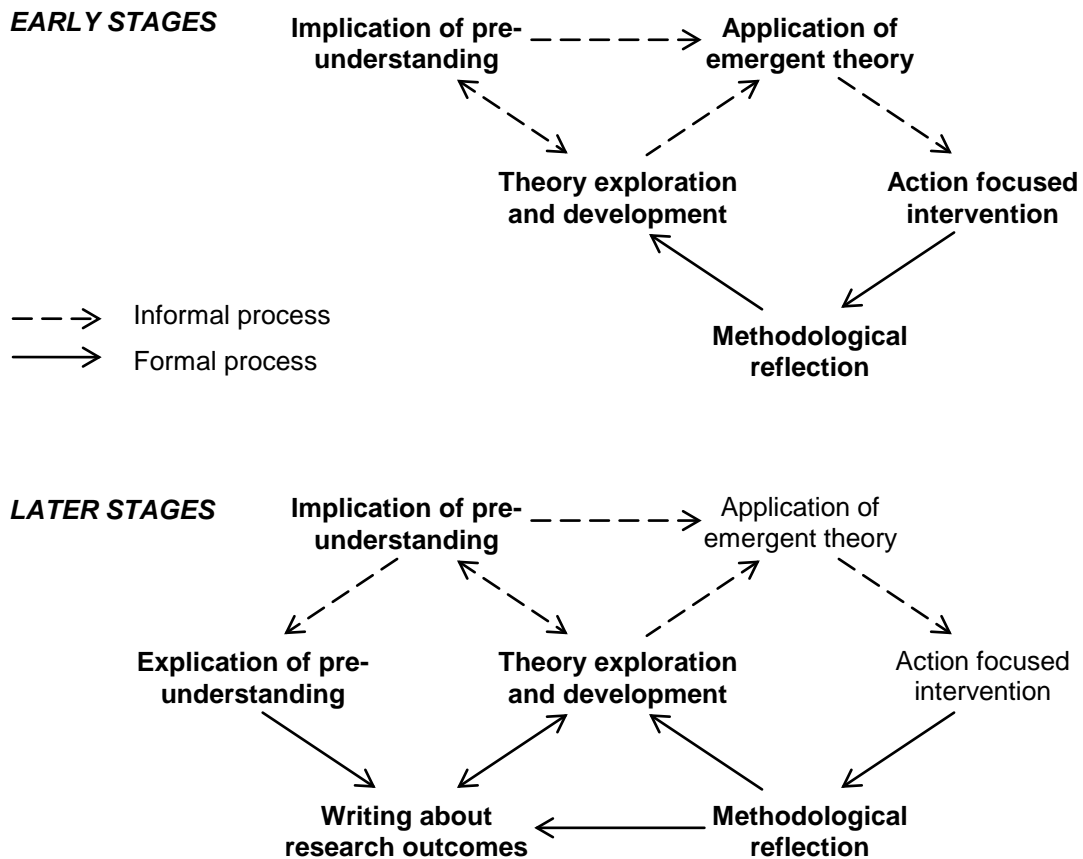 EARLY STAGES
Implication of pre-
understanding
Application of
emergent theory
Theory exploration
and development
Action focused
intervention
Informal process
Formal process
Methodological
reflection
LATER STAGES
Implication of pre-
understanding
Application of
emergent theory
Explication of pre-
understanding
Theory exploration
and development
Action focused
intervention
Writing about
research outcomes
Methodological
reflection